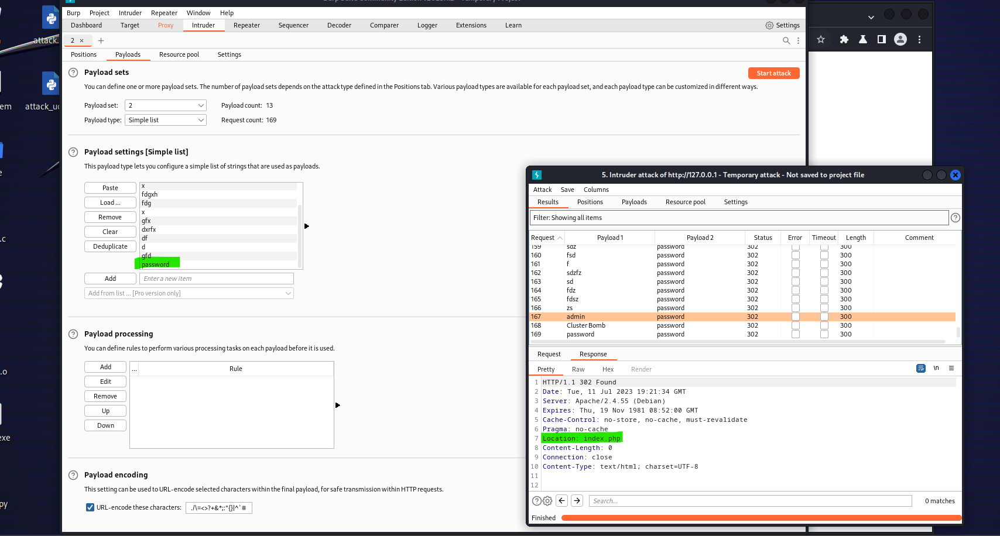 Burp Project Intruder Repeater Window Help
Dashboard Target Proxy Intruder Repeater Sequencer Decoder Comparer Logger Extensions Learn Settings
2 × +
Positions Payloads Resource pool Settings
Payload sets
Start attack
You can define one or more payload sets. The number of payload sets depends on the attack type defined in the Positions tab. Various payload types are available for each payload set, and each payload type can be customized in different ways.
Payload set: 2 Payload count: 13
Payload type: Simple list Request count: 169
Payload settings [Simple list]
This payload type lets you configure a simple list of strings that are used as payloads.
Paste
Load ...
Remove
Clear
Deduplicate
x
fdgxh
fdg
x
gfx
dxrfx
df
d
gfd
password
Add Enter a new item
Add from list ... [Pro version only]
Payload processing
You can define rules to perform various processing tasks on each payload before it is used.
Add
Edit
Remove
Up
Down
... Rule
Payload encoding
This setting can be used to URL-encode selected characters within the final payload, for safe transmission within HTTP requests.
URL-encode these characters: ./\=<>?+&*;:"{}|^`#
5. Intruder attack of http://127.0.0.1 - Temporary attack - Not saved to project file
Attack Save Columns
Results Positions Payloads Resource pool Settings
Filter: Showing all items
Request Payload 1 Payload 2 Status Error Timeout Length Comment
159 sdz password 302 300
160 fsd password 302 300
161 f password 302 300
162 sdzfz password 302 300
163 sd password 302 300
164 fdz password 302 300
165 fdsz password 302 300
166 zs password 302 300
167 admin password 302 300
168 Cluster Bomb password 302 300
169 password password 302 300
Request Response
Pretty Raw Hex Render
\n
1 HTTP/1.1 302 Found
2 Date: Tue, 11 Jul 2023 19:21:34 GMT
3 Server: Apache/2.4.55 (Debian)
4 Expires: Thu, 19 Nov 1981 08:52:00 GMT
5 Cache-Control: no-store, no-cache, must-revalidate
6 Pragma: no-cache
7 Location: index.php
8 Content-Length: 0
9 Connection: close
10 Content-Type: text/html; charset=UTF-8
11
12
Search... 0 matches
Finished
attack.
em attack_u
e
.c
.o
exe
py